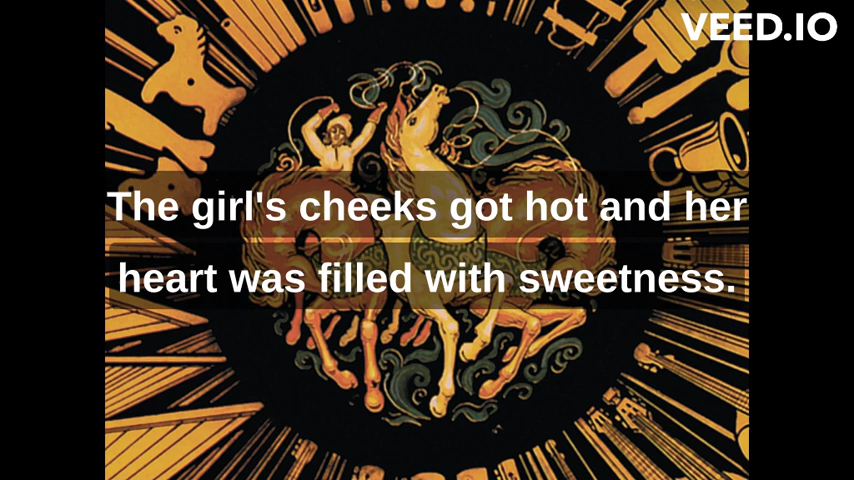 VEED.IO
The girl's cheeks got hot and her
heart was filled with sweetness.